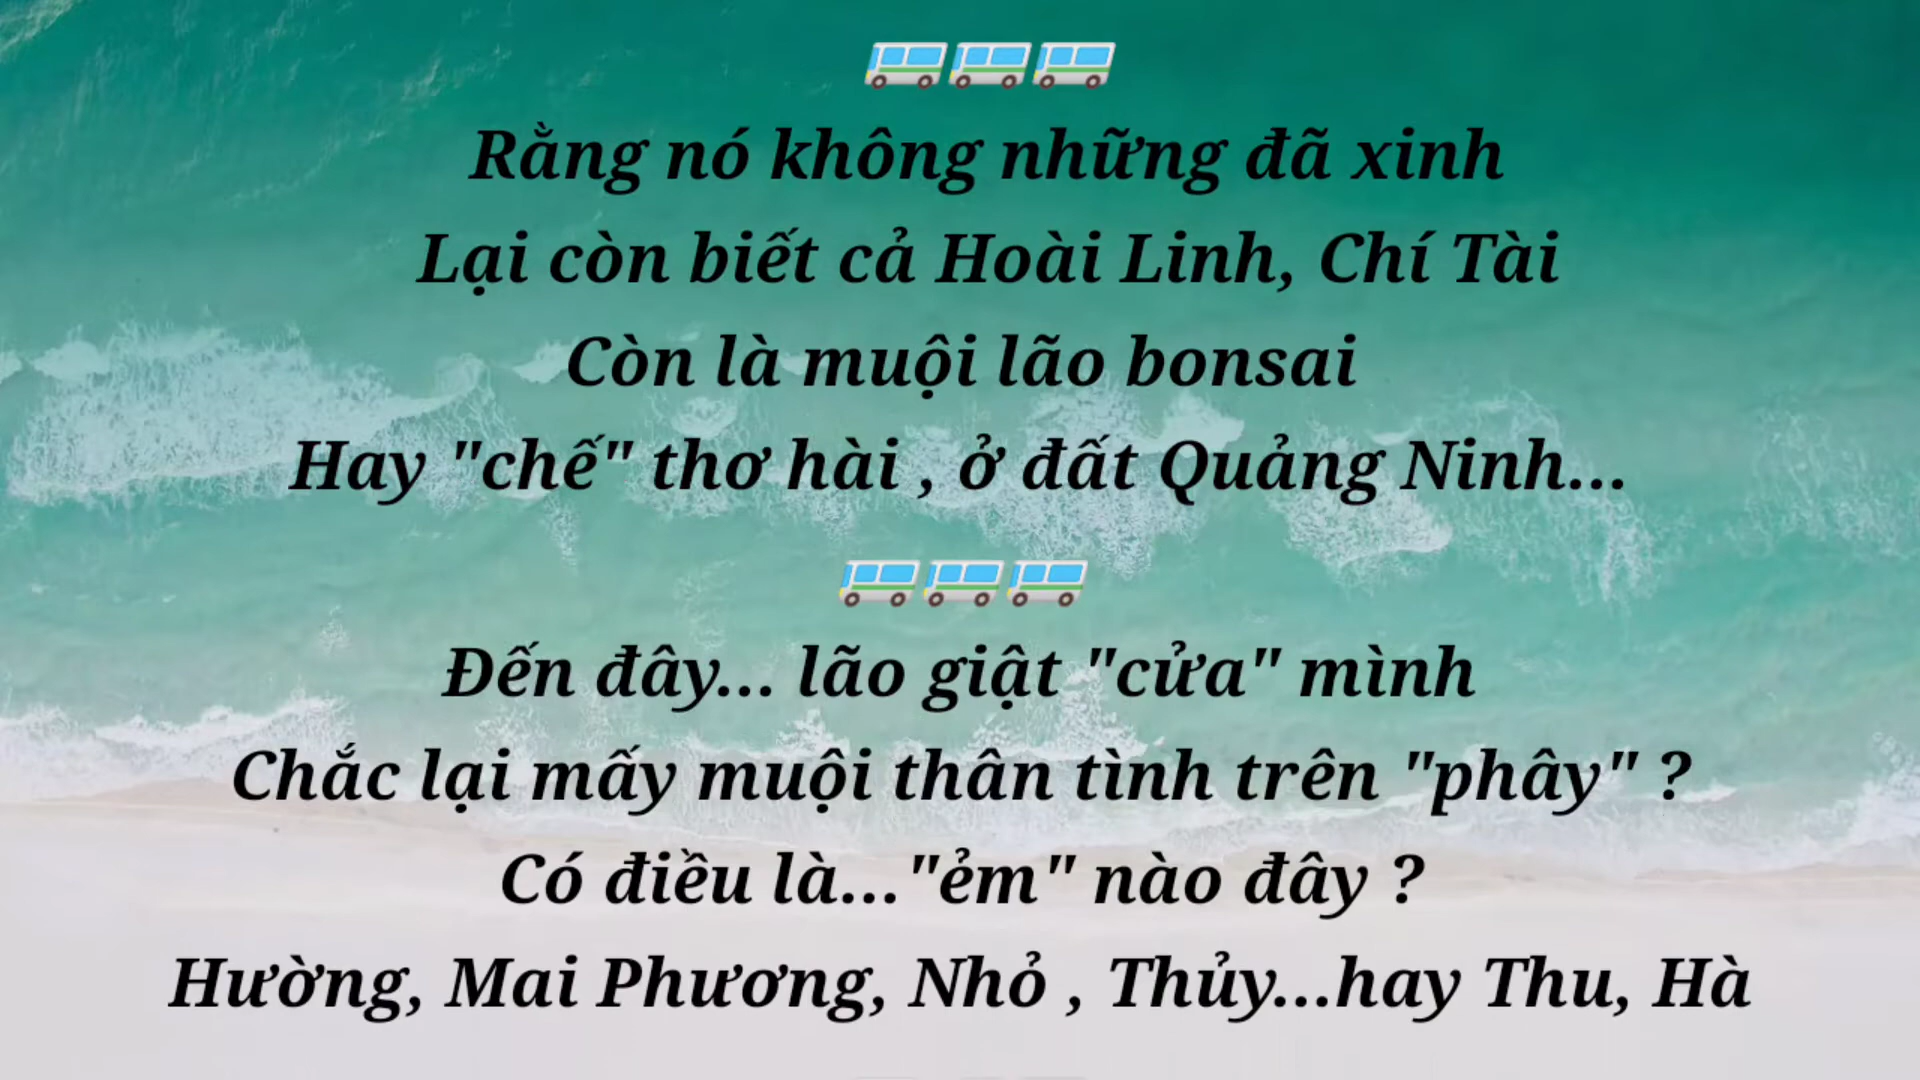 Rằng nó không những đã xinh
Lại còn biết cả Hoài Linh, Chí Tài
Còn là muội lão bonsai
Hay "chế" thơ hài , ở đất Quảng Ninh...
Đến đây... lão giật "cửa" mình
Chắc lại mấy muội thân tình trên "phây" ?
Có điều là..."ẻm" nào đây ?
Hường, Mai Phương, Nhỏ , Thủy...hay Thu, Hà